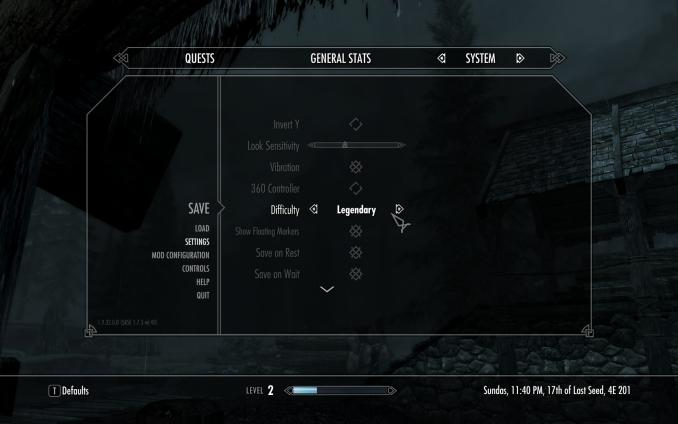 QUESTS
GENERAL STATS
SYSTEM
Invert Y
Look Sensitivity
Vibration
360 Controller
Difficulty Legendary
Show Floating Markers
Save on Rest
Save on Wait
SAVE
LOAD
SETTINGS
MOD CONFIGURATION
CONTROLS
HELP
QUIT
T Defaults
LEVEL 2
Sundas, 11:40 PM, 17th of Last Seed, 4E 201